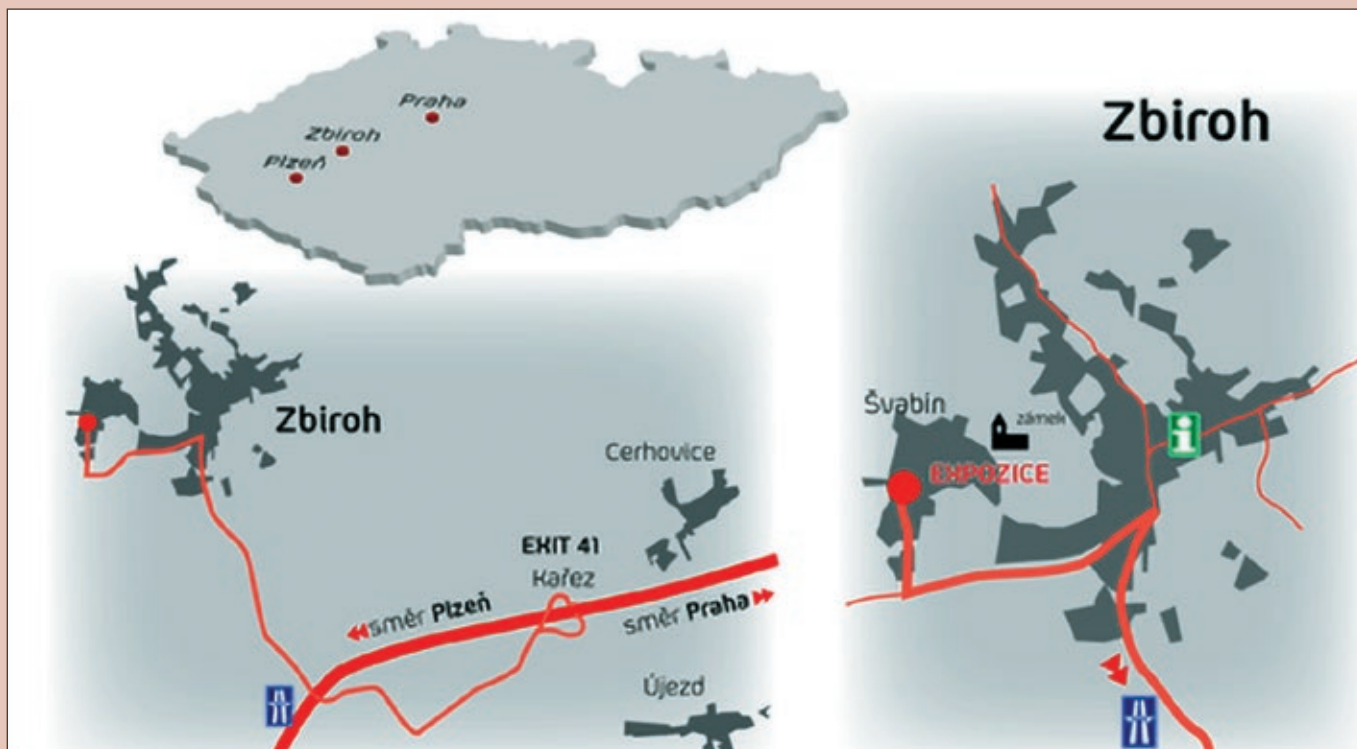 Praha
Zbiroh
Plzeň
Zbiroh
Cerhovice
EXIT 41
Kařez
směr Plzeň
směr Praha
Újezd
Zbiroh
Švabín
zámek
i
EXPOZICE